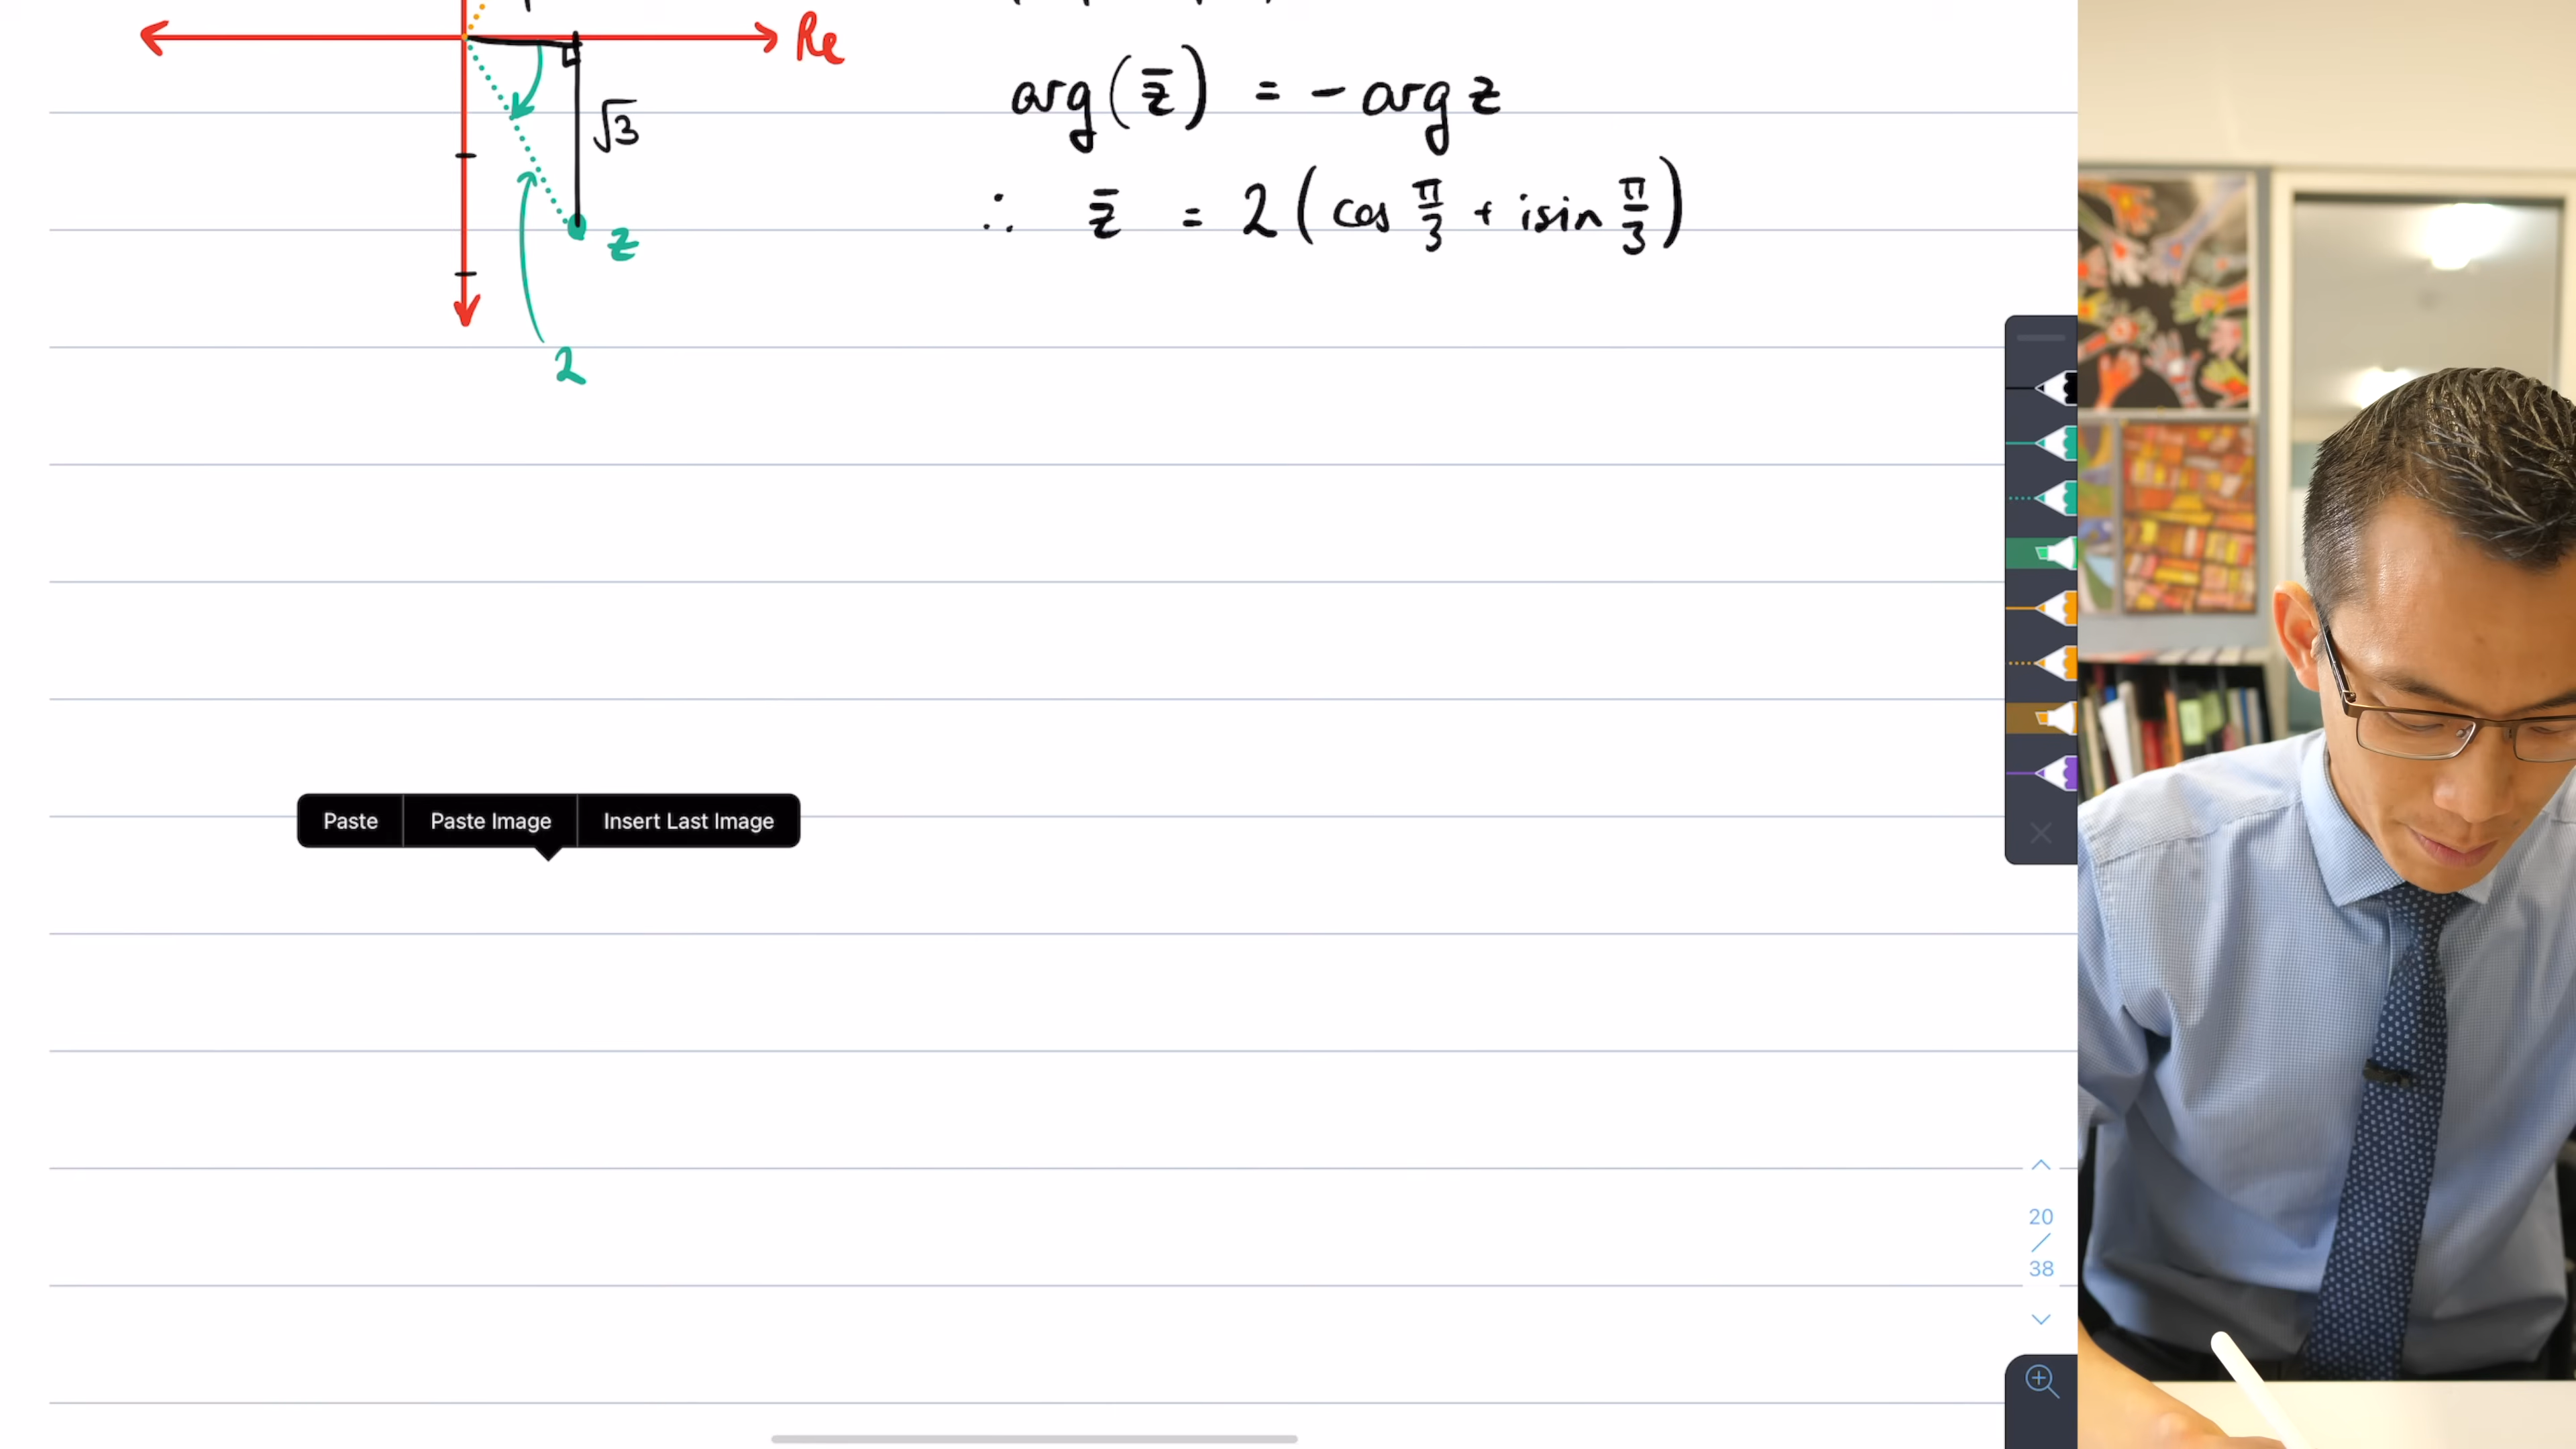 Re
arg(z̄) = - arg z
√3
∴ z̄ = 2(cos π/3 + isin π/3)
z
2
Paste Paste Image Insert Last Image
20
/
38